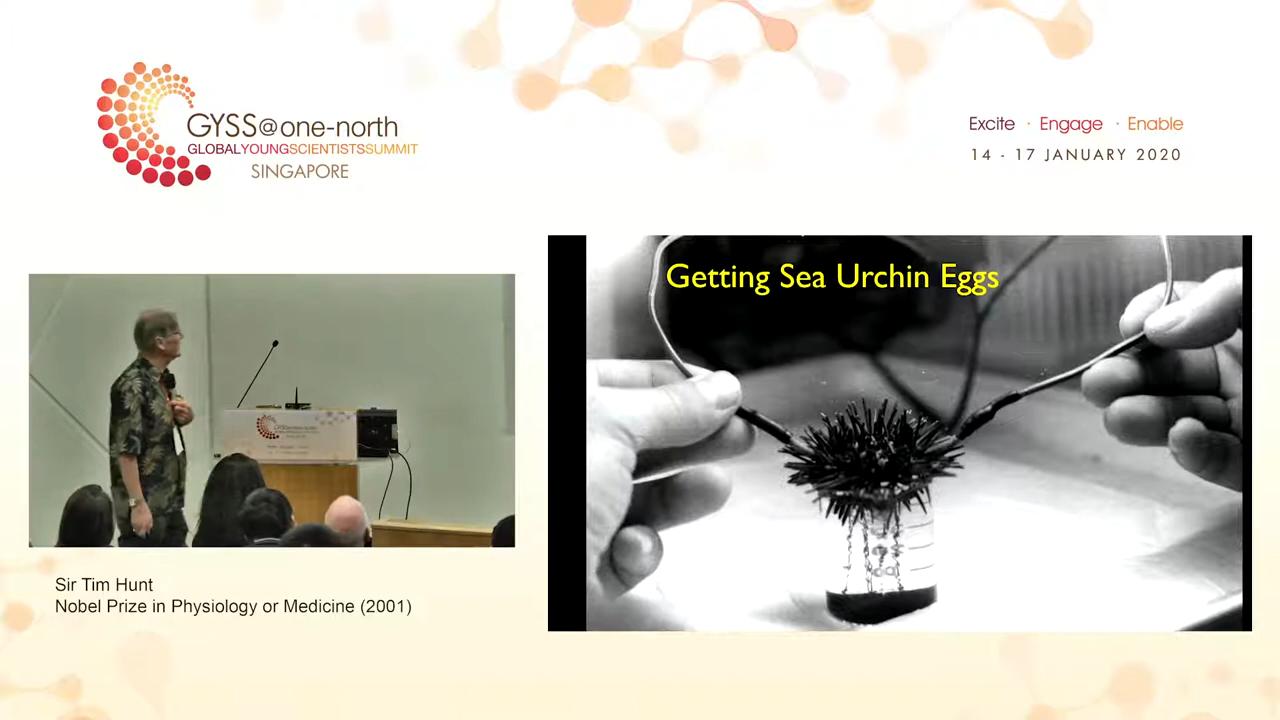 GYSS@one-north
GLOBALYOUNGSCIENTISTSSUMMIT
SINGAPORE
Excite · Engage · Enable
14 - 17 JANUARY 2020
Getting Sea Urchin Eggs
Sir Tim Hunt
Nobel Prize in Physiology or Medicine (2001)